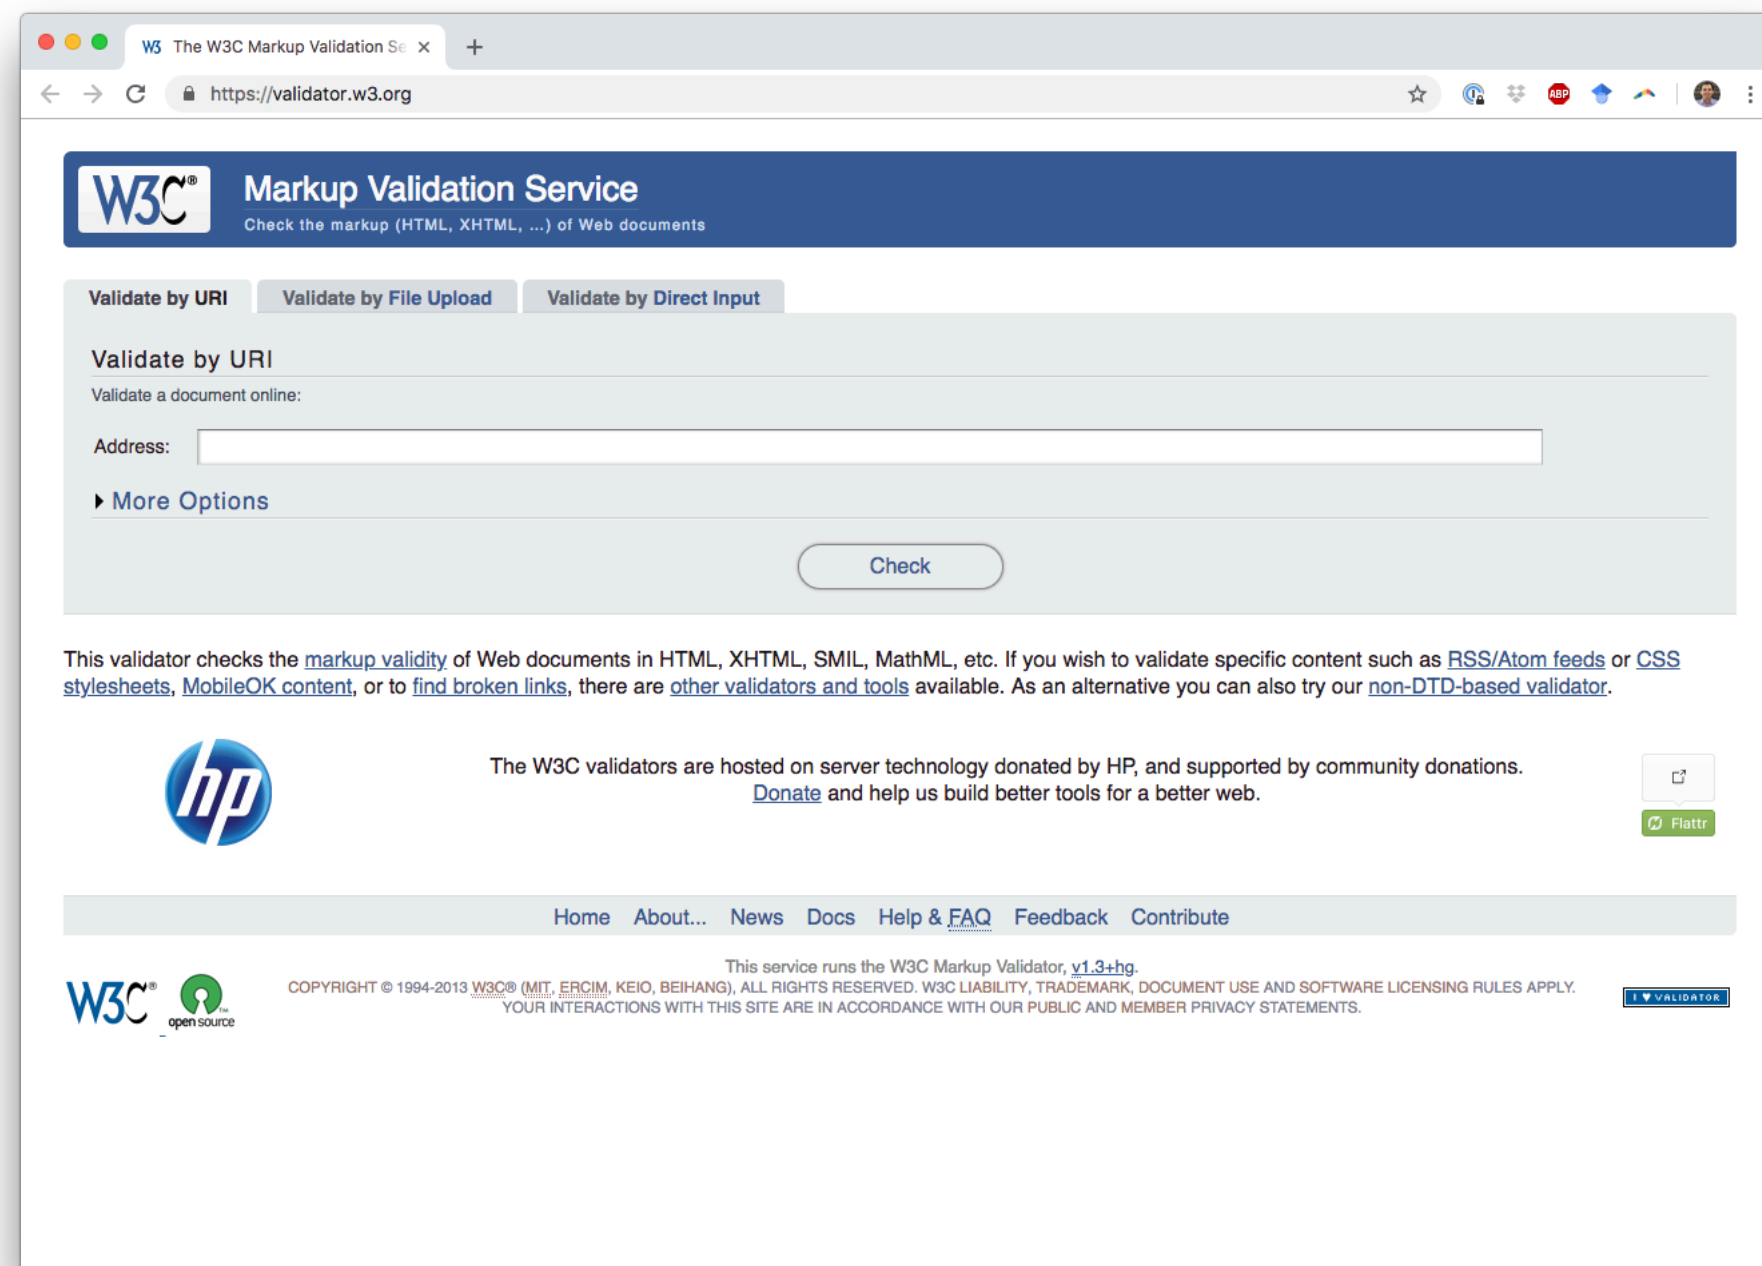 W3 The W3C Markup Validation Se
https://validator.w3.org
ABP
W3C®
Markup Validation Service
Check the markup (HTML, XHTML, ...) of Web documents
Validate by URI
Validate by File Upload
Validate by Direct Input
Validate by URI
Validate a document online:
Address:
More Options
Check
This validator checks the markup validity of Web documents in HTML, XHTML, SMIL, MathML, etc. If you wish to validate specific content such as RSS/Atom feeds or CSS
stylesheets, MobileOK content, or to find broken links, there are other validators and tools available. As an alternative you can also try our non-DTD-based validator.
hp
The W3C validators are hosted on server technology donated by HP, and supported by community donations.
Donate and help us build better tools for a better web.
Flattr
Home About... News Docs Help & FAQ Feedback Contribute
W3C®
open source™
This service runs the W3C Markup Validator, v1.3+hg.
COPYRIGHT © 1994-2013 W3C® (MIT, ERCIM, KEIO, BEIHANG), ALL RIGHTS RESERVED. W3C LIABILITY, TRADEMARK, DOCUMENT USE AND SOFTWARE LICENSING RULES APPLY.
YOUR INTERACTIONS WITH THIS SITE ARE IN ACCORDANCE WITH OUR PUBLIC AND MEMBER PRIVACY STATEMENTS.
I ♥ VALIDATOR